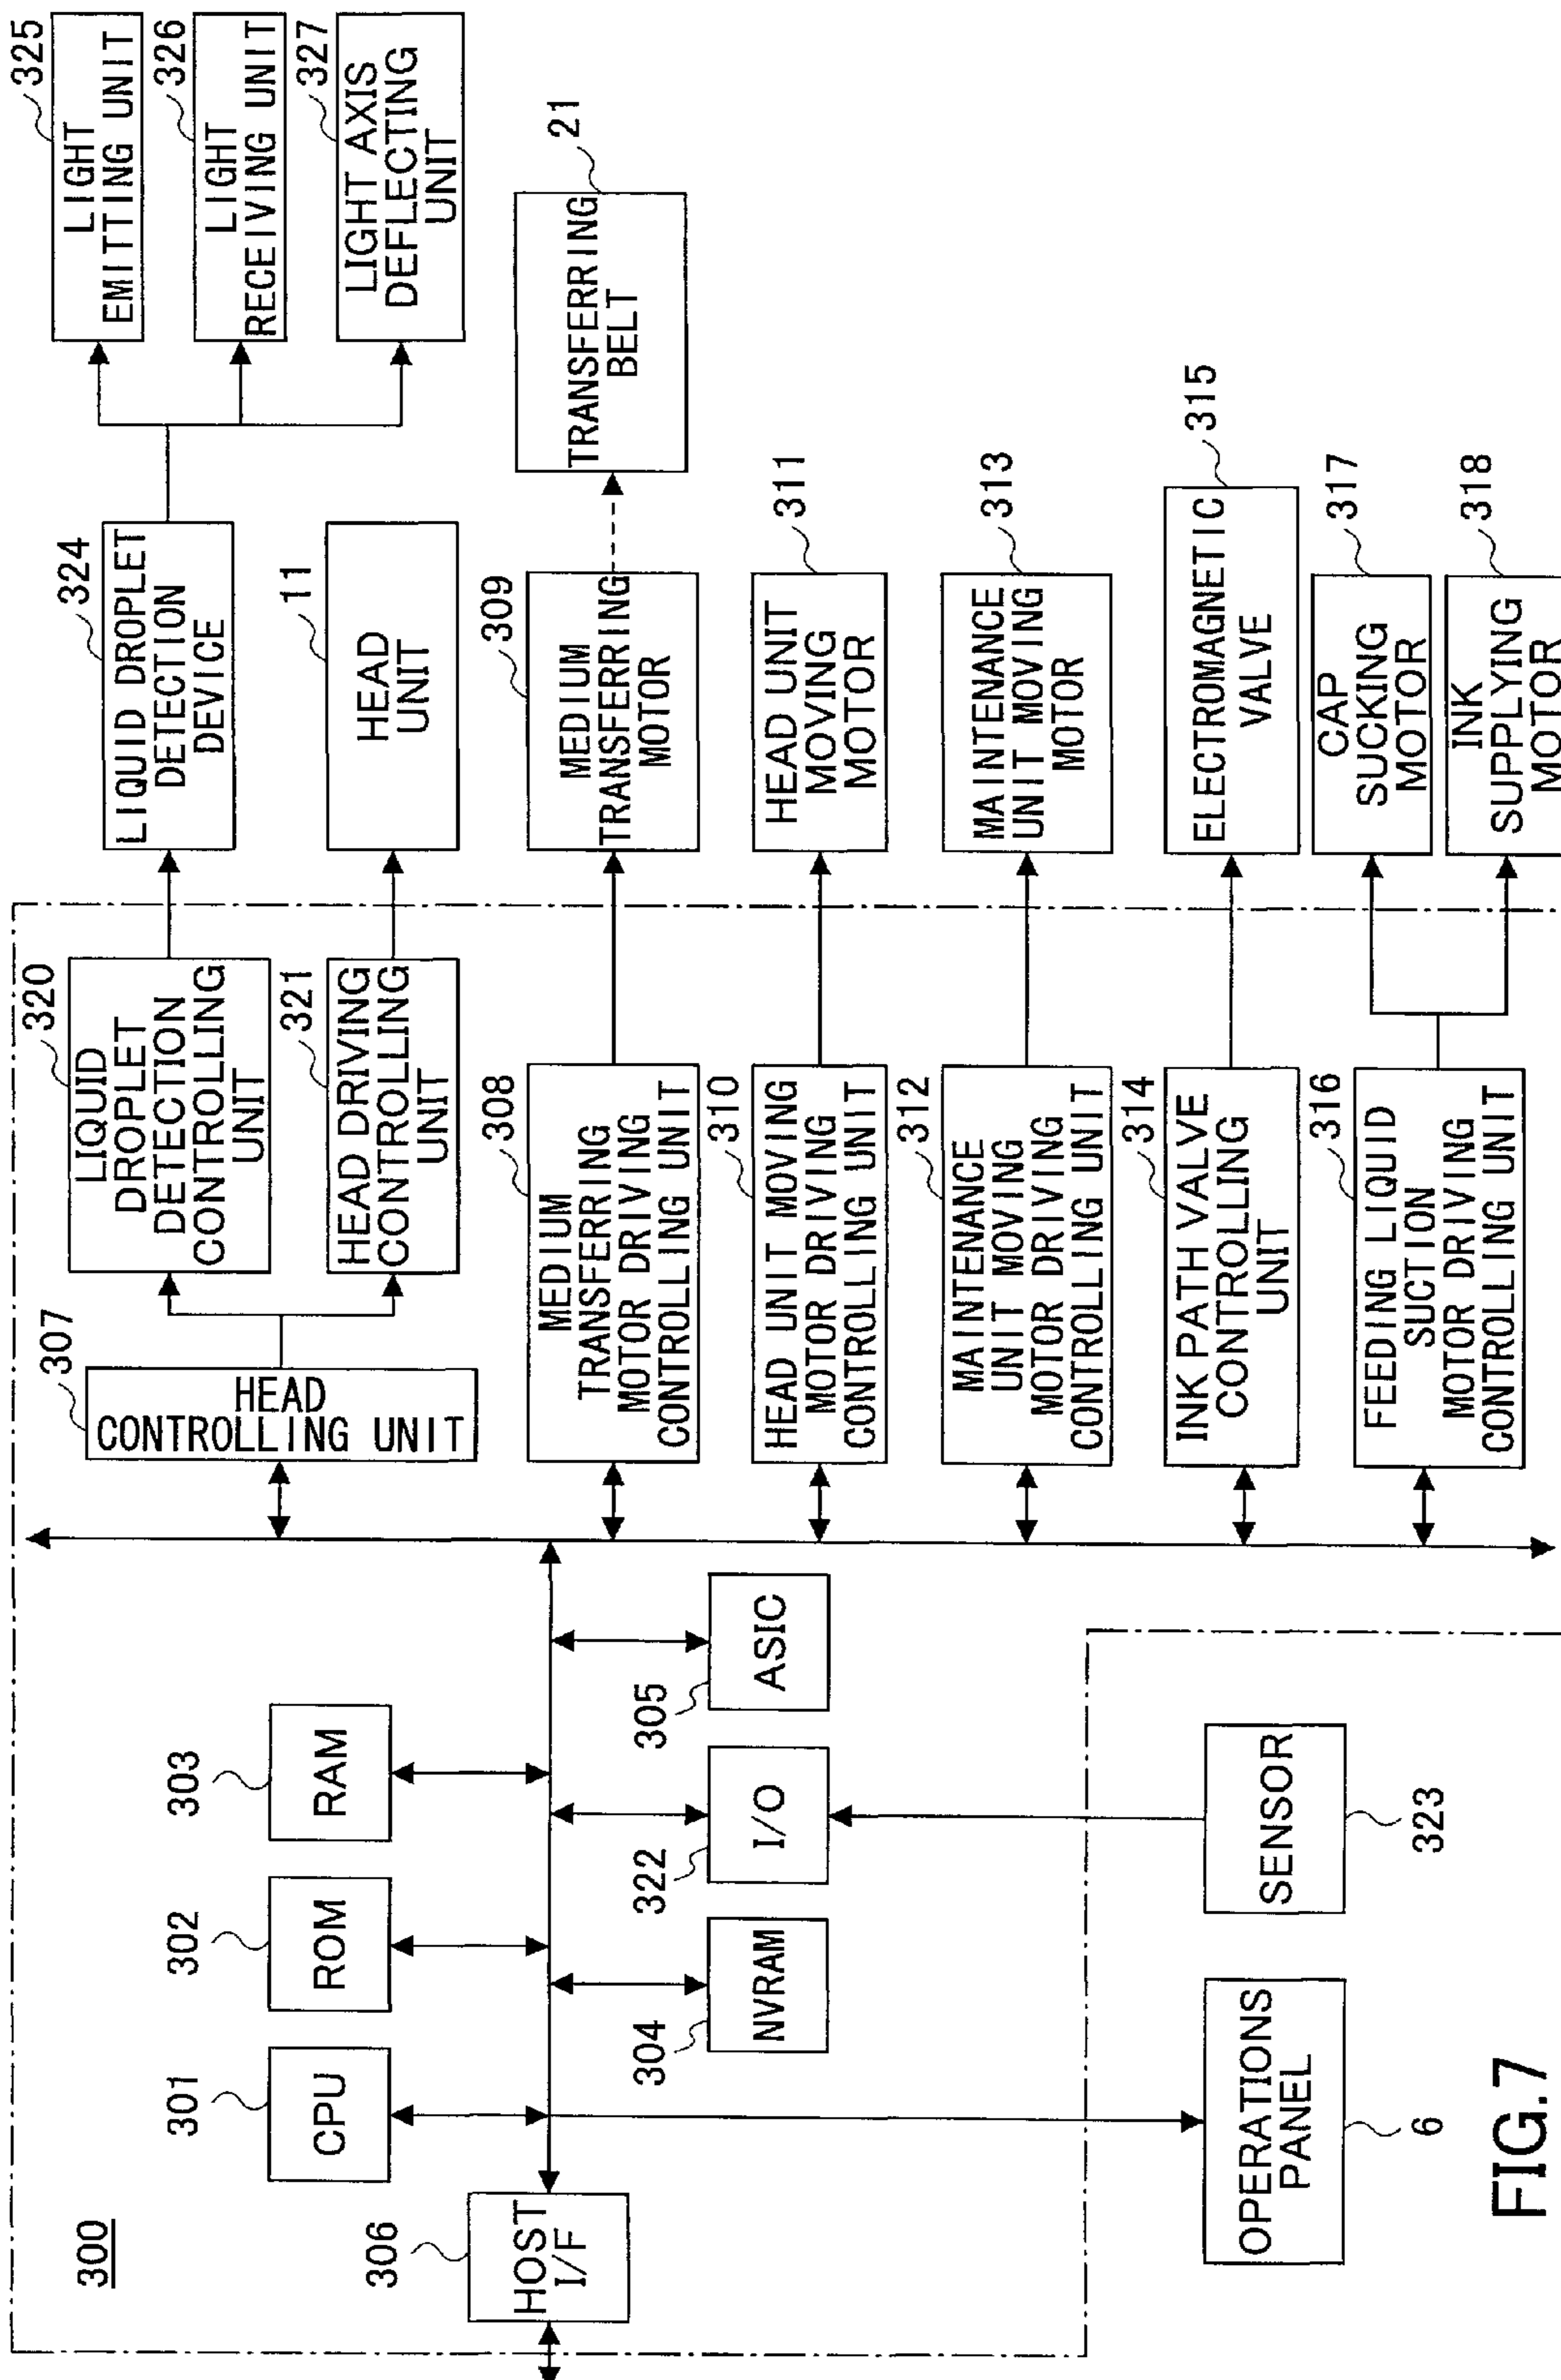 300
306
HOST
I/F
301
CPU
302
ROM
303
RAM
304
NVRAM
322
I/O
305
ASIC
OPERATIONS
PANEL
6
SENSOR
323
307
HEAD
CONTROLLING UNIT
320
LIQUID
DROPLET
DETECTION
CONTROLLING
UNIT
321
HEAD DRIVING
CONTROLLING
UNIT
308
MEDIUM
TRANSFERRING
MOTOR DRIVING
CONTROLLING UNIT
310
HEAD UNIT MOVING
MOTOR DRIVING
CONTROLLING UNIT
312
MAINTENANCE
UNIT MOVING
MOTOR DRIVING
CONTROLLING UNIT
314
INK PATH VALVE
CONTROLLING
UNIT
316
FEEDING LIQUID
SUCTION
MOTOR DRIVING
CONTROLLING UNIT
324
LIQUID DROPLET
DETECTION
DEVICE
11
HEAD
UNIT
309
MEDIUM
TRANSFERRING
MOTOR
311
HEAD UNIT
MOVING
MOTOR
313
MAINTENANCE
UNIT MOVING
MOTOR
315
ELECTROMAGNETIC
VALVE
317
CAP
SUCKING
MOTOR
318
INK
SUPPLYING
MOTOR
325
LIGHT
EMITTING UNIT
326
LIGHT
RECEIVING UNIT
327
LIGHT AXIS
DEFLECTING
UNIT
21
TRANSFERRING
BELT
FIG.7